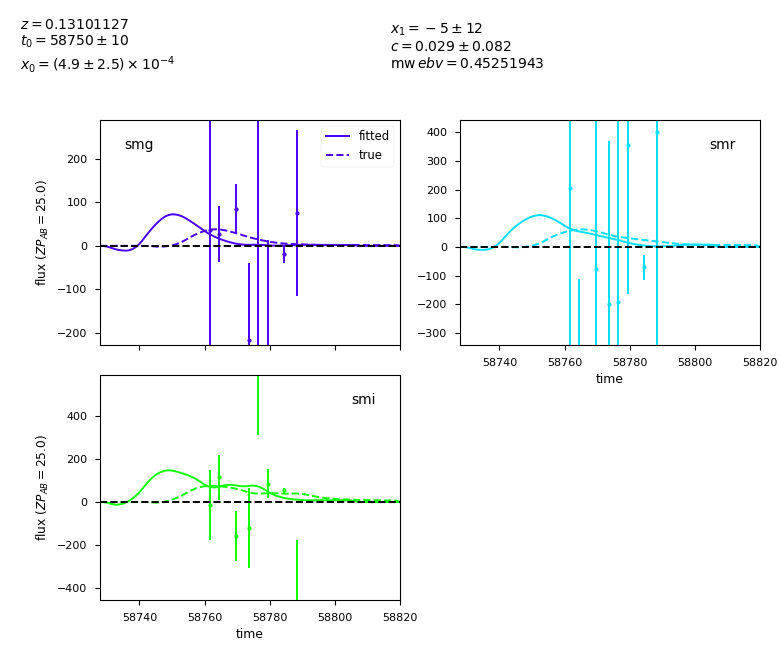 z = 0.13101127
t₀ = 58750 ± 10
x₀ = (4.9 ± 2.5) × 10⁻⁴
x₁ = −5 ± 12
c = 0.029 ± 0.082
mw ebv = 0.45251943
smg
fitted
true
200
100
0
−100
−200
flux (ZP_AB = 25.0)
smr
400
300
200
100
0
−100
−200
−300
58740 58760 58780 58800 58820
time
smi
400
200
0
−200
−400
flux (ZP_AB = 25.0)
58740 58760 58780 58800 58820
time